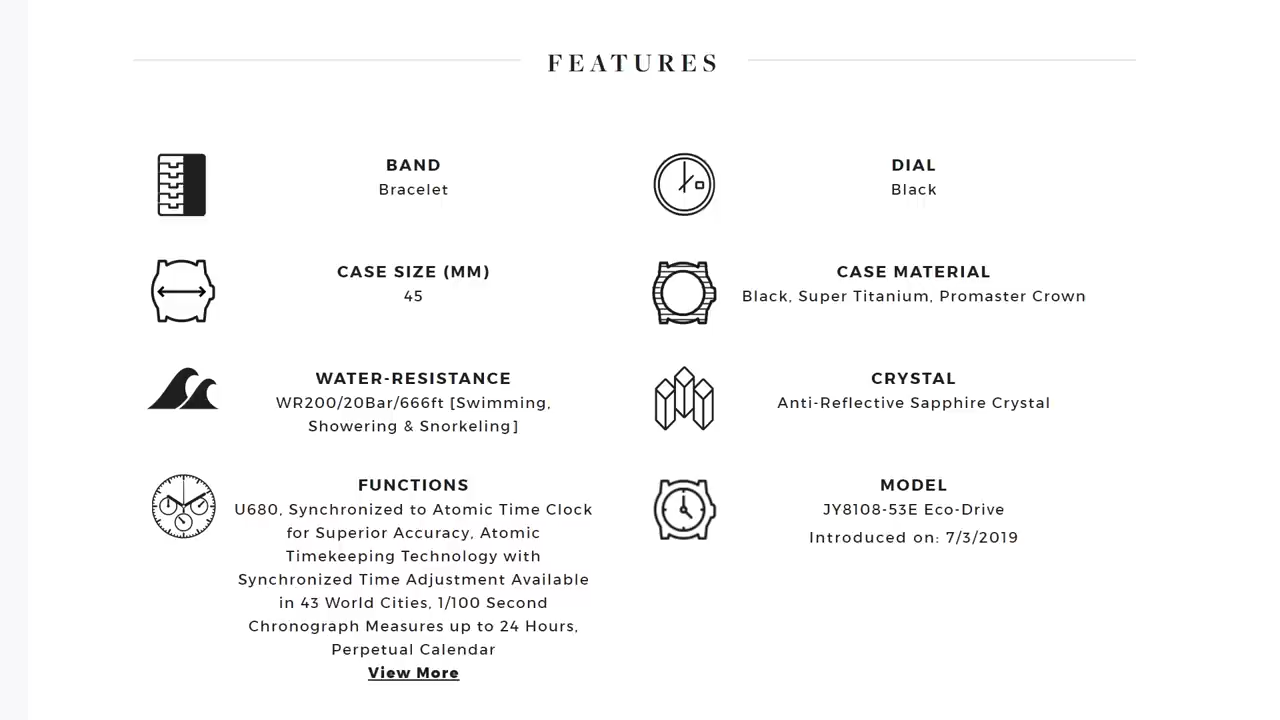 FEATURES
BAND
Bracelet
DIAL
Black
CASE SIZE (MM)
45
CASE MATERIAL
Black, Super Titanium, Promaster Crown
WATER-RESISTANCE
WR200/20Bar/666ft [Swimming,
Showering & Snorkeling]
CRYSTAL
Anti-Reflective Sapphire Crystal
FUNCTIONS
U680, Synchronized to Atomic Time Clock
for Superior Accuracy, Atomic
Timekeeping Technology with
Synchronized Time Adjustment Available
in 43 World Cities, 1/100 Second
Chronograph Measures up to 24 Hours,
Perpetual Calendar
View More
MODEL
JY8108-53E Eco-Drive
Introduced on: 7/3/2019